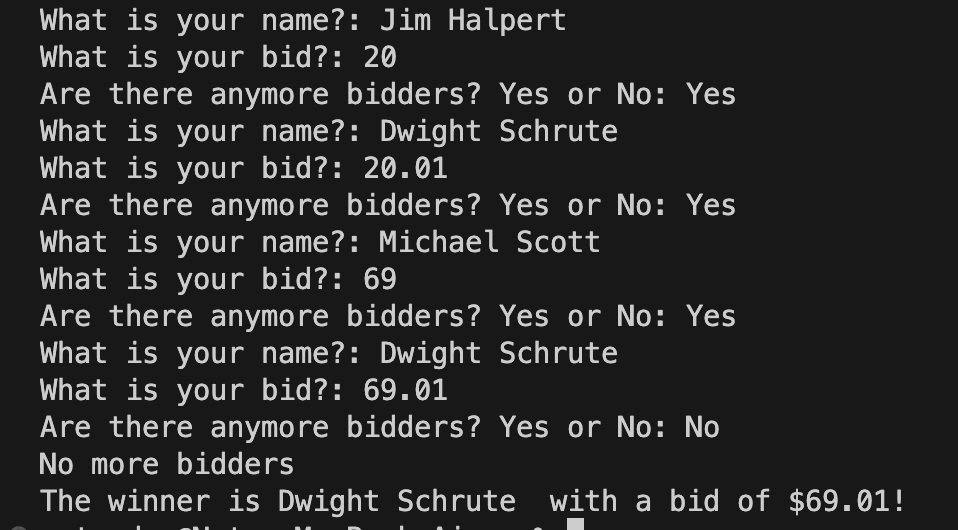 What is your name?: Jim Halpert
What is your bid?: 20
Are there anymore bidders? Yes or No: Yes
What is your name?: Dwight Schrute
What is your bid?: 20.01
Are there anymore bidders? Yes or No: Yes
What is your name?: Michael Scott
What is your bid?: 69
Are there anymore bidders? Yes or No: Yes
What is your name?: Dwight Schrute
What is your bid?: 69.01
Are there anymore bidders? Yes or No: No
No more bidders
The winner is Dwight Schrute  with a bid of $69.01!